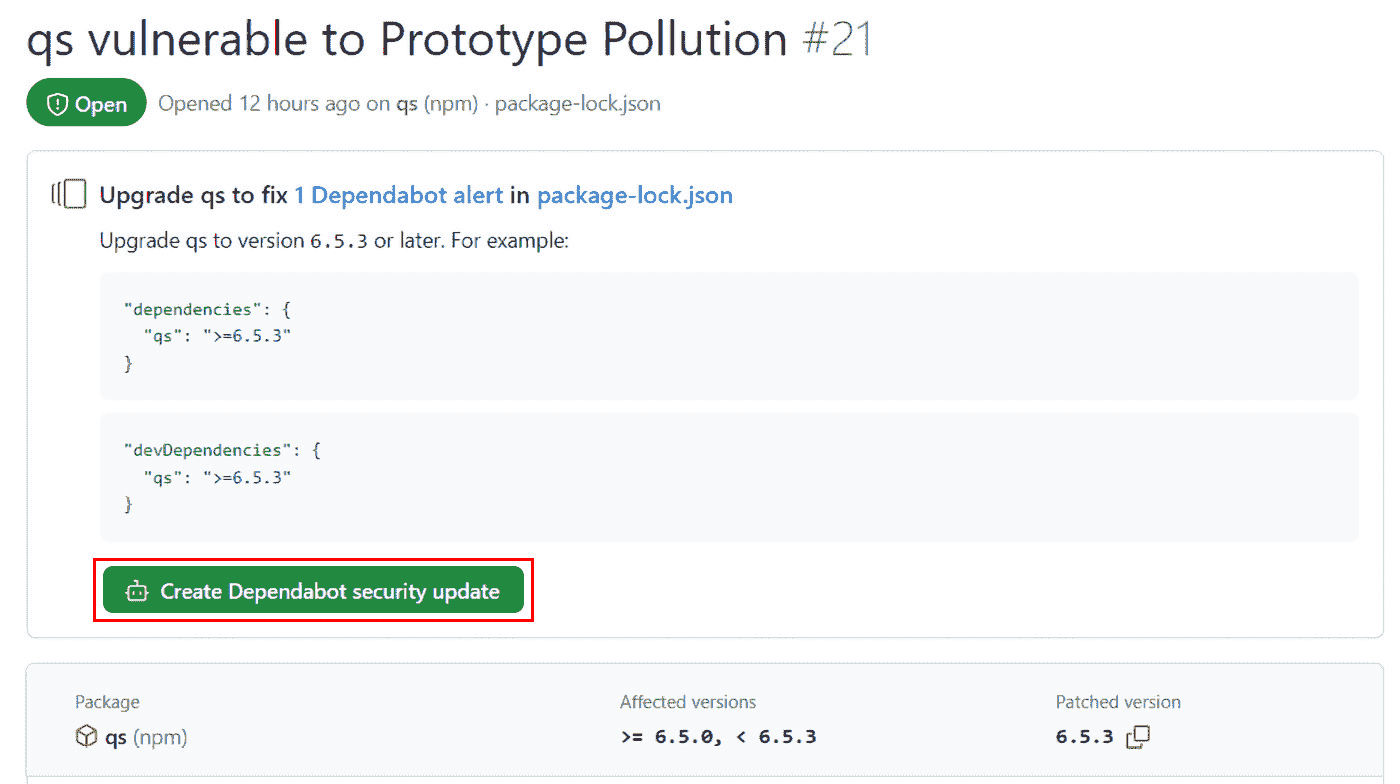 qs vulnerable to Prototype Pollution #21
Open Opened 12 hours ago on qs (npm) · package-lock.json
Upgrade qs to fix 1 Dependabot alert in package-lock.json
Upgrade qs to version 6.5.3 or later. For example:
"dependencies": {
  "qs": ">=6.5.3"
}
"devDependencies": {
  "qs": ">=6.5.3"
}
Create Dependabot security update
Package Affected versions Patched version
qs (npm) >= 6.5.0, < 6.5.3 6.5.3